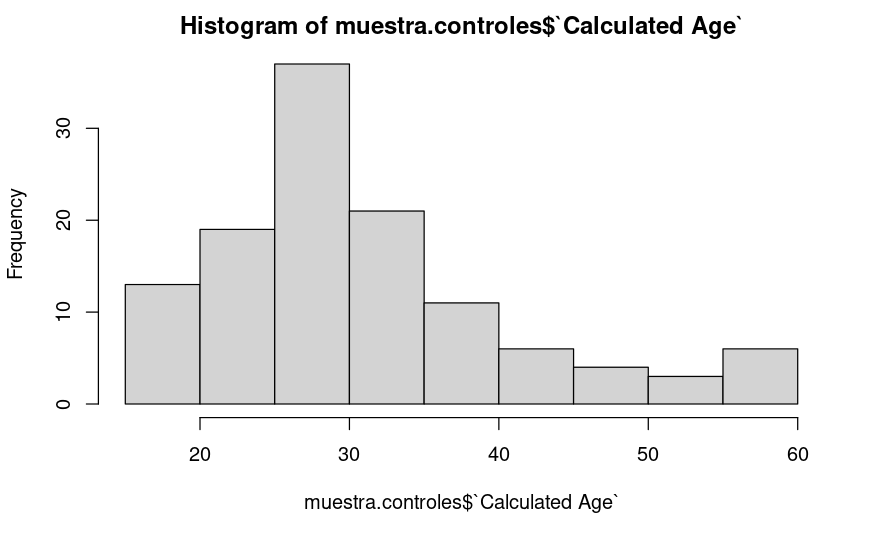 Histogram of muestra.controles$`Calculated Age`
Frequency
30
20
10
0
20 30 40 50 60
muestra.controles$`Calculated Age`